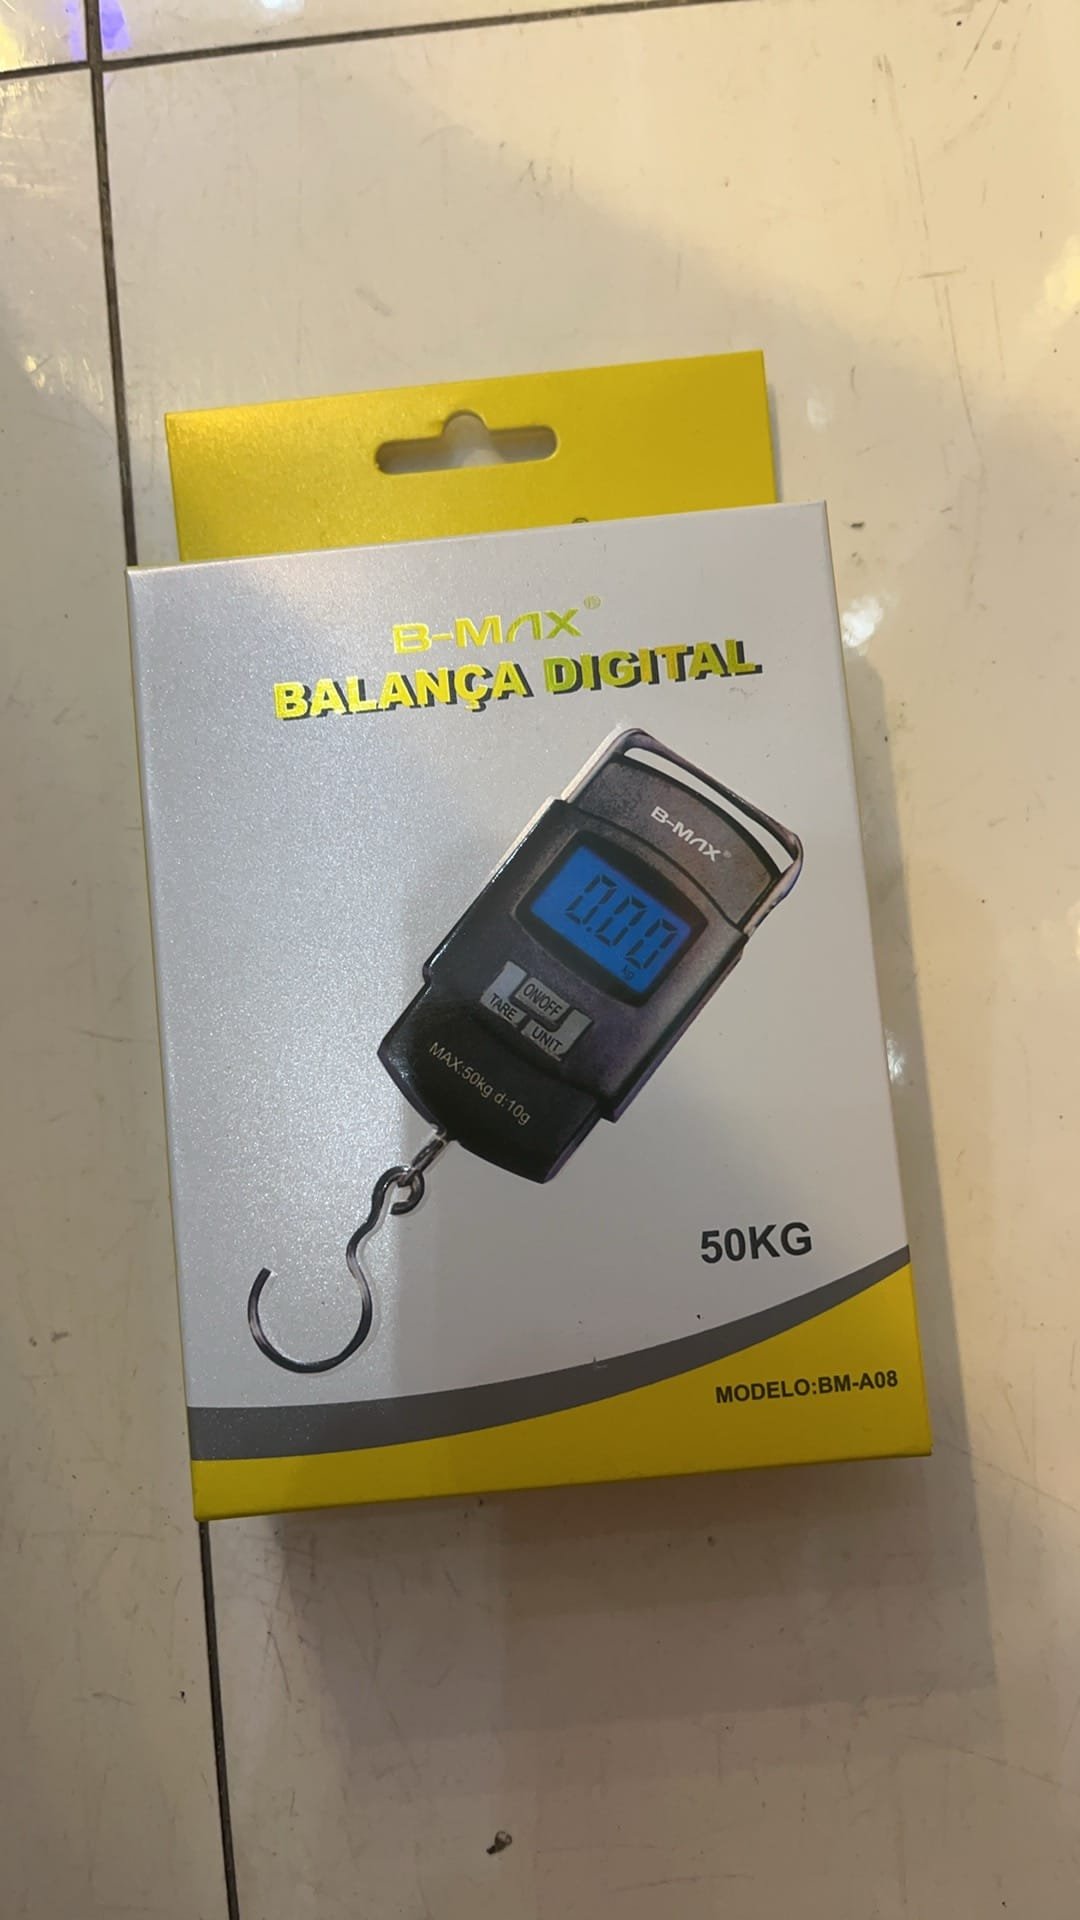 B-MAX®
BALANÇA DIGITAL
B-MAX®
0.00
kg
ON/OFF
TARE
UNIT
MAX:50kg d:10g
50KG
MODELO:BM-A08